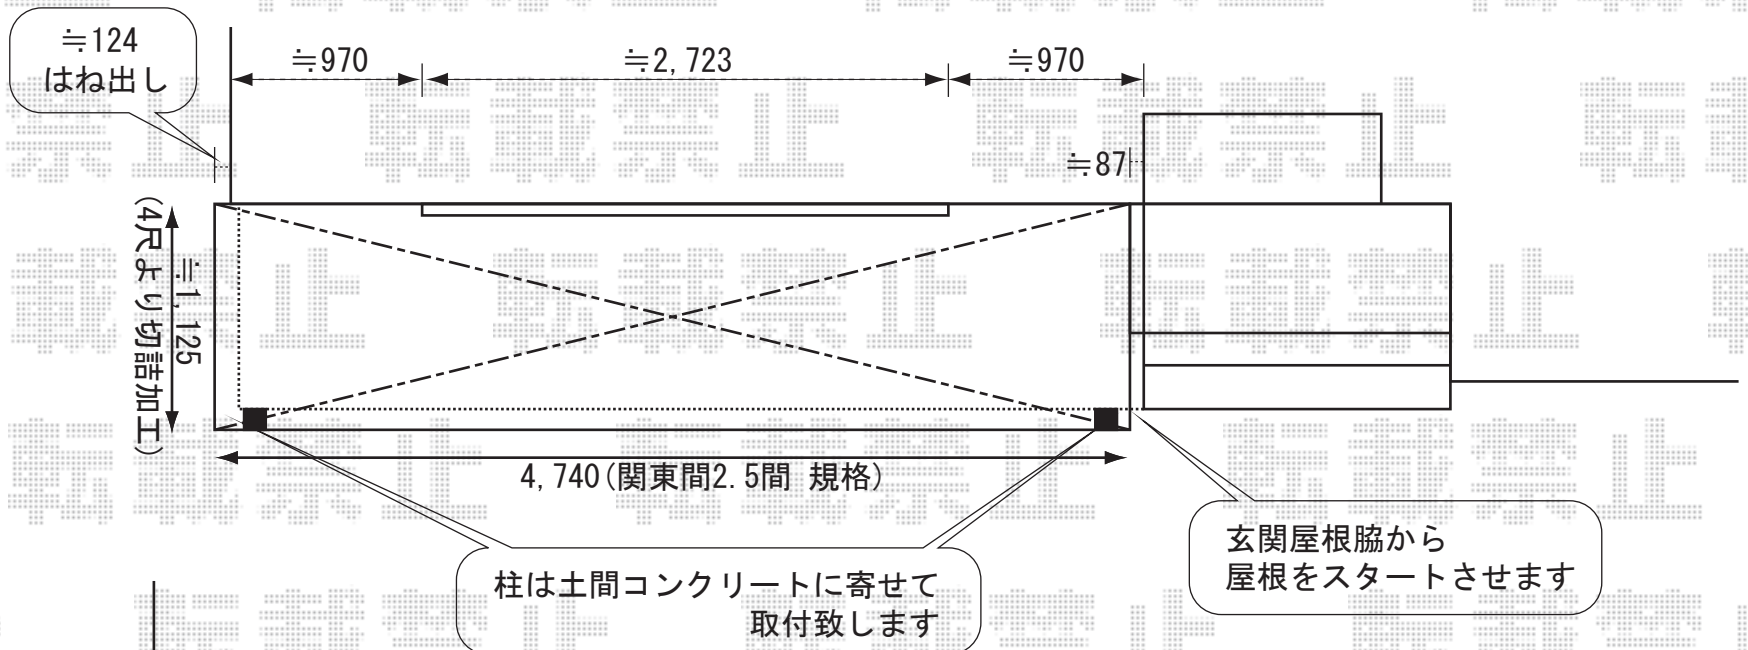 ≒124
はね出し
≒970
≒2,723
≒970
≒87
≒1,125
(4尺より切詰加工)
4,740(関東間2.5間 規格)
柱は土間コンクリートに寄せて
取付致します
玄関屋根脇から
屋根をスタートさせます
転載禁止